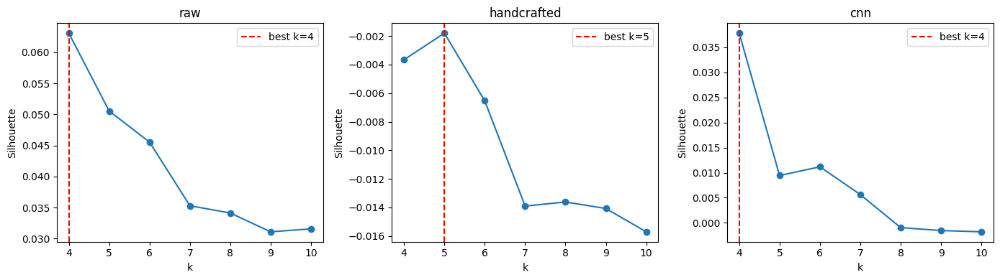 raw
best k=4
Silhouette
0.060
0.055
0.050
0.045
0.040
0.035
0.030
4 5 6 7 8 9 10
k
handcrafted
best k=5
Silhouette
−0.002
−0.004
−0.006
−0.008
−0.010
−0.012
−0.014
−0.016
4 5 6 7 8 9 10
k
cnn
best k=4
Silhouette
0.035
0.030
0.025
0.020
0.015
0.010
0.005
0.000
4 5 6 7 8 9 10
k